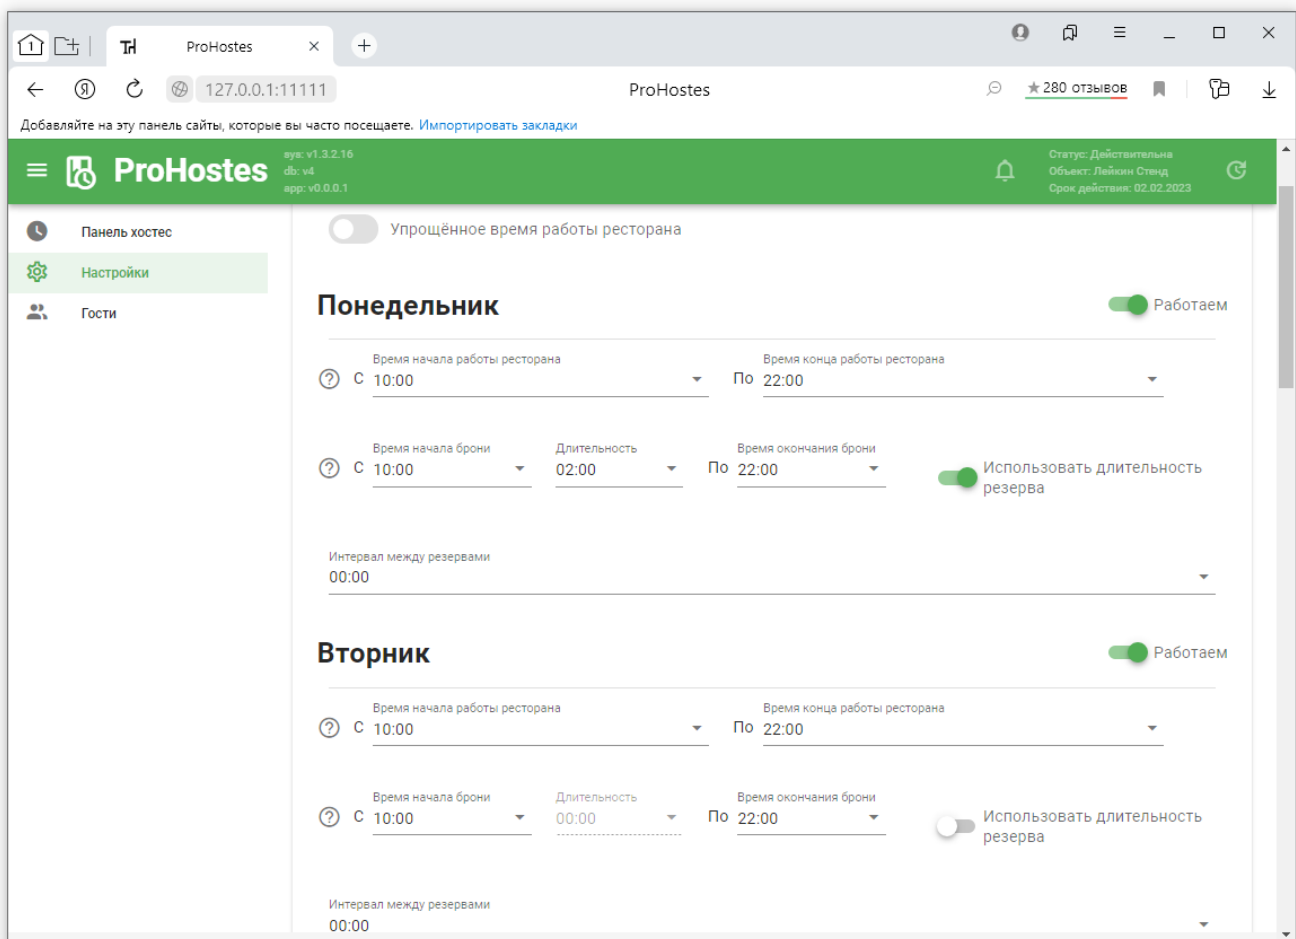 1 ProHostes
Я 127.0.0.1:11111 ProHostes 280 отзывов
Добавляйте на эту панель сайты, которые вы часто посещаете. Импортировать закладки
ProHostes
sys: v1.3.2.16
db: v4
app: v0.0.0.1
Статус: Действительна
Объект: Лейкин Стенд
Срок действия: 02.02.2023
Панель хостес
Настройки
Гости
Упрощённое время работы ресторана
Понедельник Работаем
Время начала работы ресторана Время конца работы ресторана
? С 10:00 По 22:00
Время начала брони Длительность Время окончания брони
? С 10:00 02:00 По 22:00
Использовать длительность
резерва
Интервал между резервами
00:00
Вторник Работаем
Время начала работы ресторана Время конца работы ресторана
? С 10:00 По 22:00
Время начала брони Длительность Время окончания брони
? С 10:00 00:00 По 22:00
Использовать длительность
резерва
Интервал между резервами
00:00